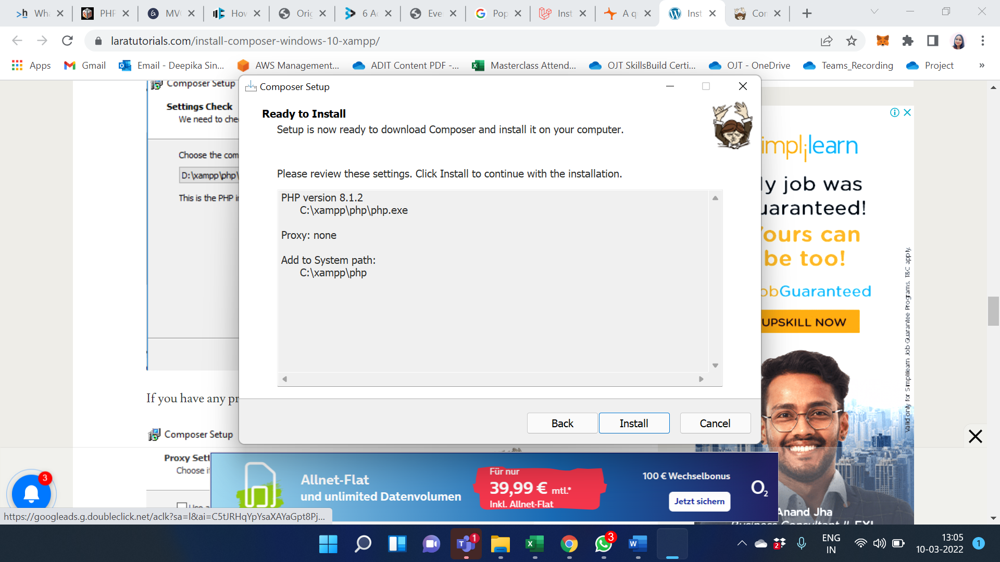 Wh
PHP
MV
How
Orig
6 A
Eve
Pop
Inst
A q
Inst
Con
laratutorials.com/install-composer-windows-10-xampp/
Apps
Gmail
Email - Deepika Sin...
AWS Management...
ADIT Content PDF -...
Masterclass Attend...
OJT SkillsBuild Certi...
OJT - OneDrive
Teams_Recording
Project
»
Composer Setup
Settings Check
We need to che
Choose the com
D:\xampp\php\
This is the PHP i
If you have any pr
Composer Setup
Proxy Sett
Choose i
Use a
Composer Setup
Ready to Install
Setup is now ready to download Composer and install it on your computer.
Please review these settings. Click Install to continue with the installation.
PHP version 8.1.2
C:\xampp\php\php.exe
Proxy: none
Add to System path:
C:\xampp\php
Back
Install
Cancel
impl¡learn
y job was
uaranteed!
ours can
be too!
obGuaranteed
UPSKILL NOW
Valid only for Simplilearn Job Guarantee Programs. T&C apply.
Anand Jha
Business Consultant II, EXL
3
Allnet-Flat
und unlimited Datenvolumen
Für nur
39,99 € mtl.*
Inkl. Allnet-Flat
100 € Wechselbonus
Jetzt sichern
O2
https://googleads.g.doubleclick.net/aclk?sa=l&ai=C5tJRHqYpYsaXAYaGpt8Pj...
1
3
2
ENG
IN
13:05
10-03-2022
1